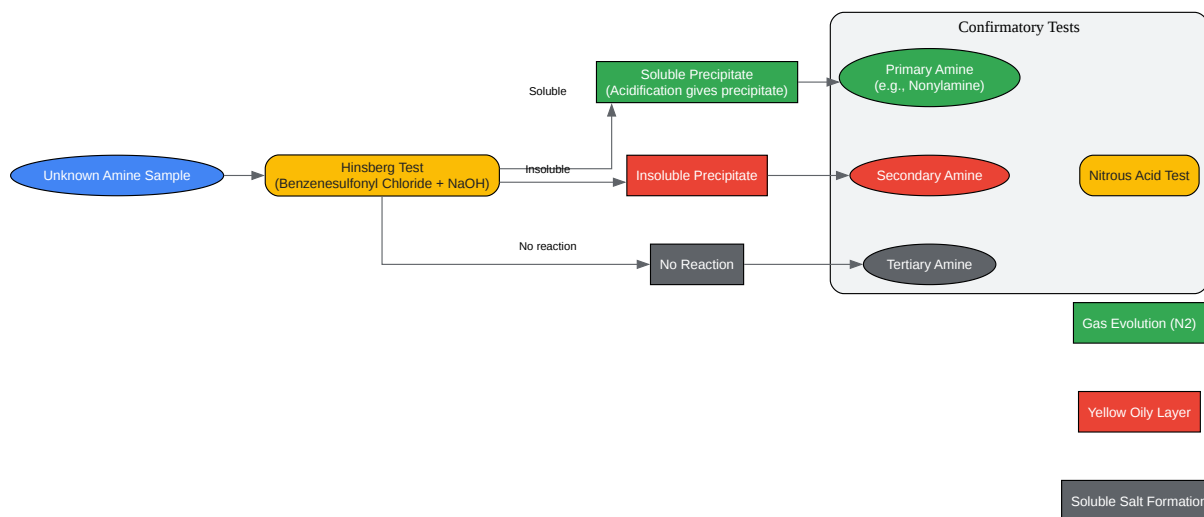 Confirmatory Tests
Soluble Precipitate
(Acidification gives precipitate)
Primary Amine
(e.g., Nonylamine)
Soluble
Unknown Amine Sample
Hinsberg Test
(Benzenesulfonyl Chloride + NaOH)
Insoluble
Insoluble Precipitate
Secondary Amine
Nitrous Acid Test
No reaction
No Reaction
Tertiary Amine
Gas Evolution (N2)
Yellow Oily Layer
Soluble Salt Formation